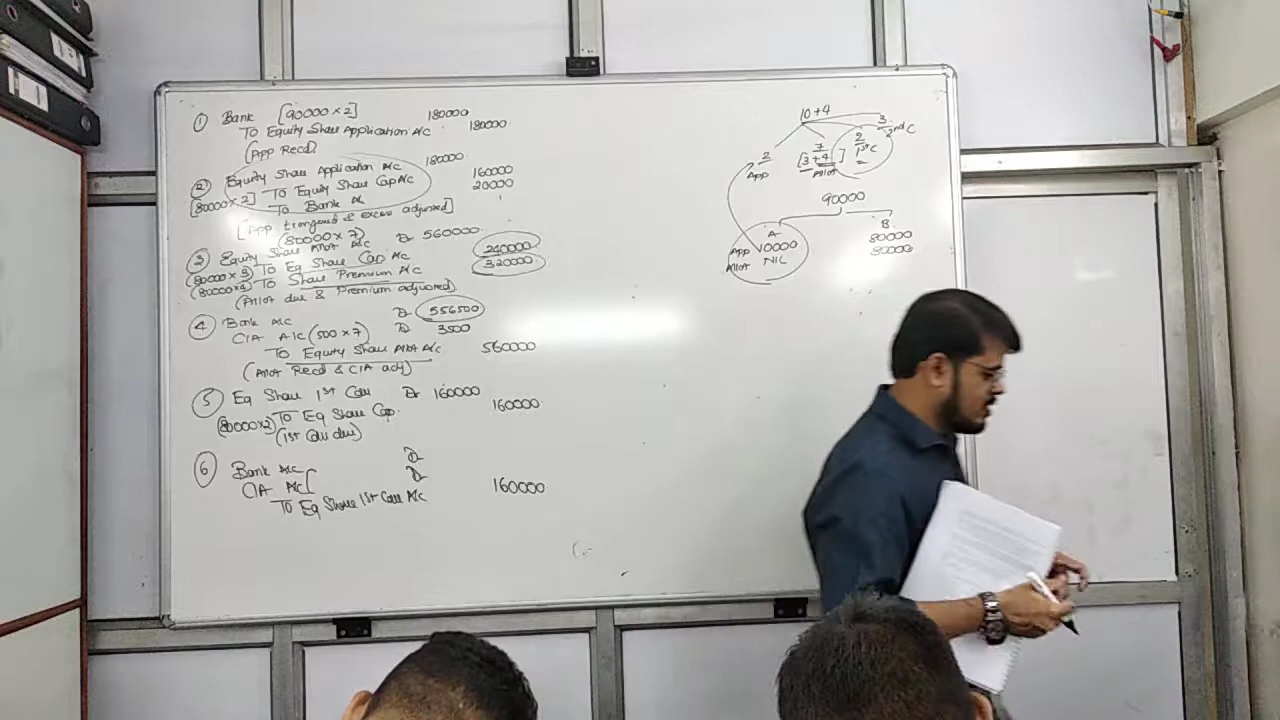 ① Bank [90000 × 2] 180000
To Equity Share Application A/c 180000
(App Recd)
② Equity Share Application A/c 180000
[80000 × 2] To Equity Share Cap A/c 160000
To Bank A/c 20000
[App & excess adjusted]
(80000 × 7)
③ Equity Share Allot A/c Dr 560000
(80000 × 3) To Eq Share Cap A/c 240000
(80000×4) To Share Premium A/c 320000
(Allot due & Premium adjusted)
④ Bank A/c Dr 556500
CIA A/c (500 × 7) Dr 3500
To Equity Share Allot A/c 560000
(Allot Recd & CIA adj)
⑤ Eq Share 1st Call Dr 160000
(80000×2) To Eq Share Cap. 160000
(1st Call due)
⑥ Bank A/c Dr
CIA A/c Dr
To Eq Share 1st Call A/c 160000
10 + 4
2
App
7
[3 + 4]
Allot
2
1st C
3
2nd C
90000
A B
App 10000 80000
Allot NIL 80000